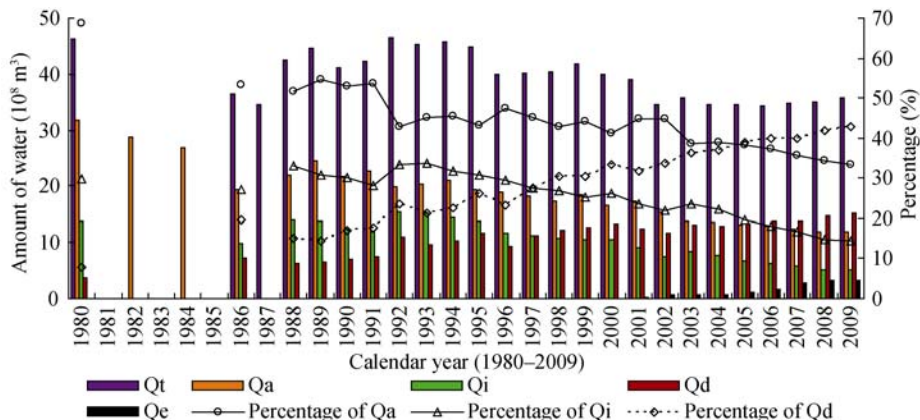 50
40
30
20
10
0
Amount of water (10⁸ m³)
70
60
50
40
30
20
10
0
Percentage (%)
1980 1981 1982 1983 1984 1985 1986 1987 1988 1989 1990 1991 1992 1993 1994 1995 1996 1997 1998 1999 2000 2001 2002 2003 2004 2005 2006 2007 2008 2009
Calendar year (1980–2009)
Qt Qa Qi Qd
Qe Percentage of Qa Percentage of Qi Percentage of Qd